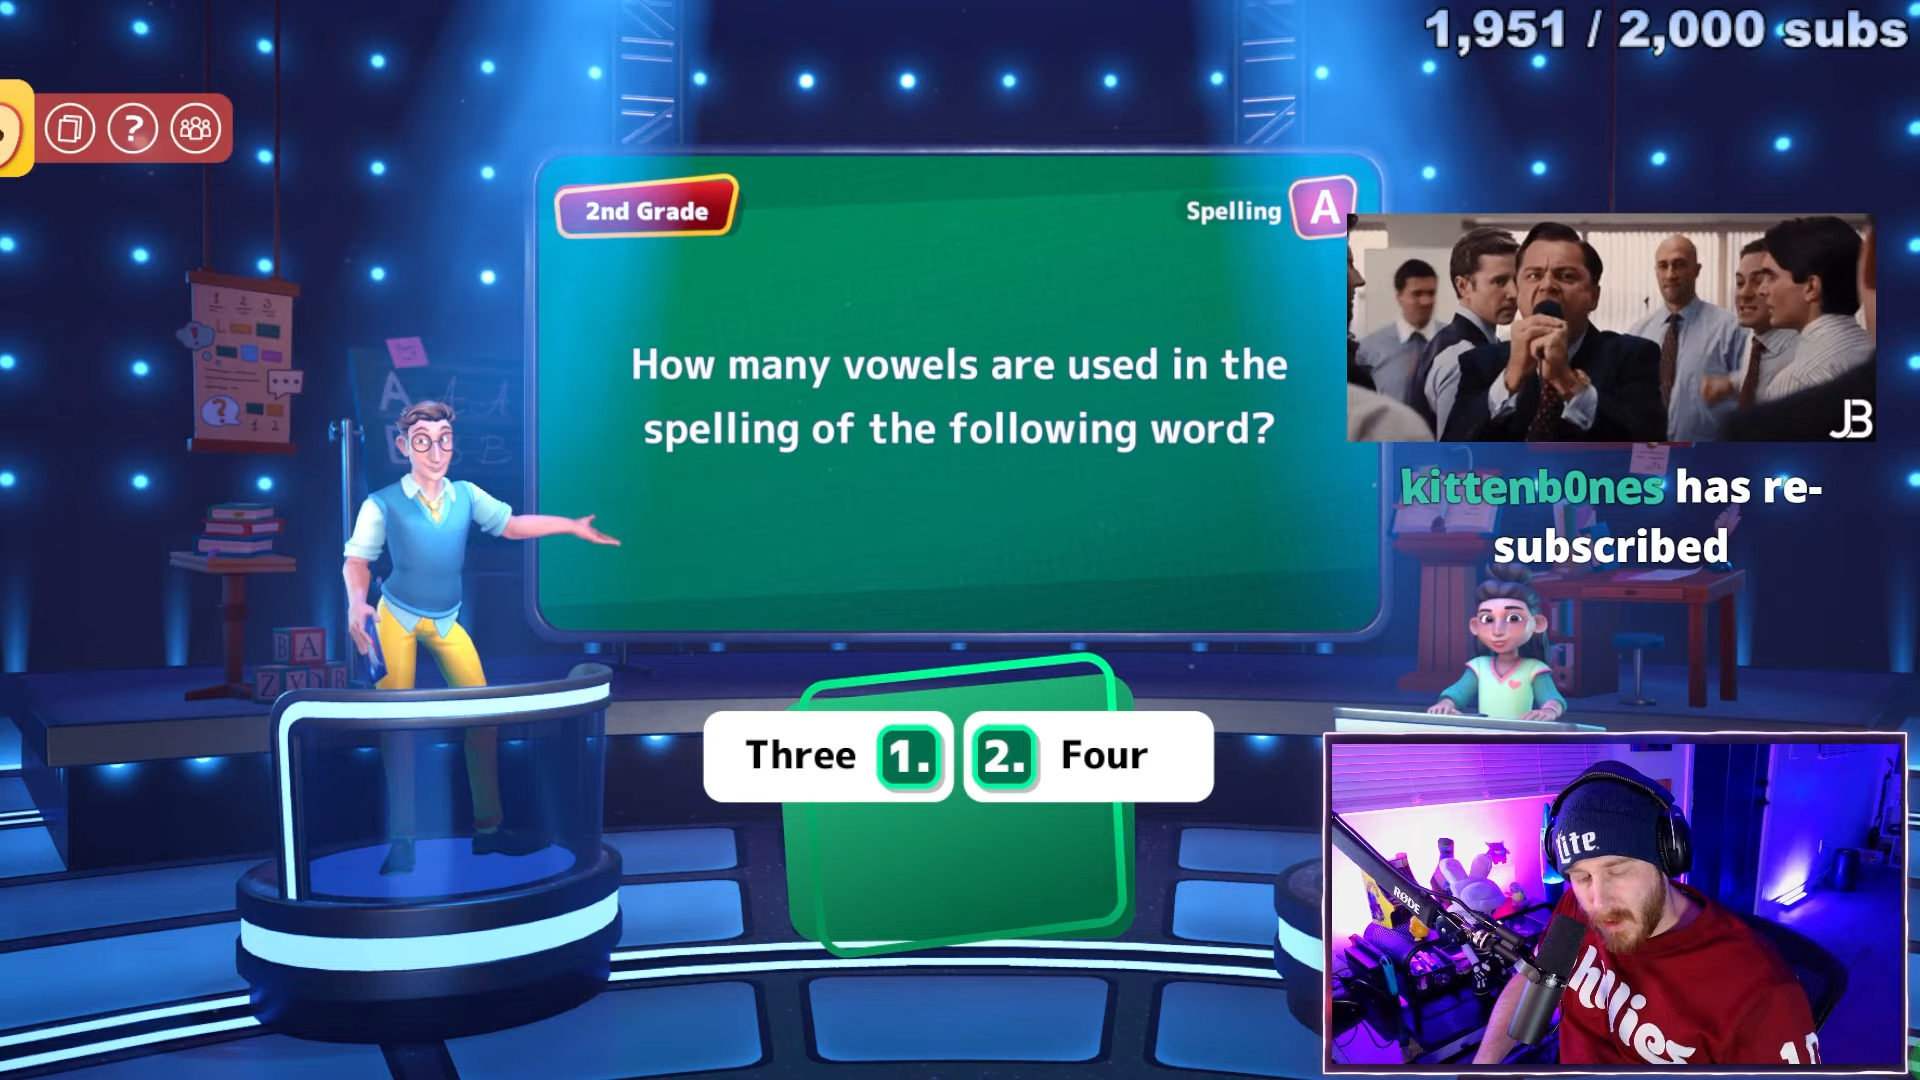 1,951 / 2,000 subs
?
2nd Grade
Spelling A
How many vowels are used in the
spelling of the following word?
JB
kittenb0nes has re-
subscribed
Three 1. 2. Four
Lite.
RØDE